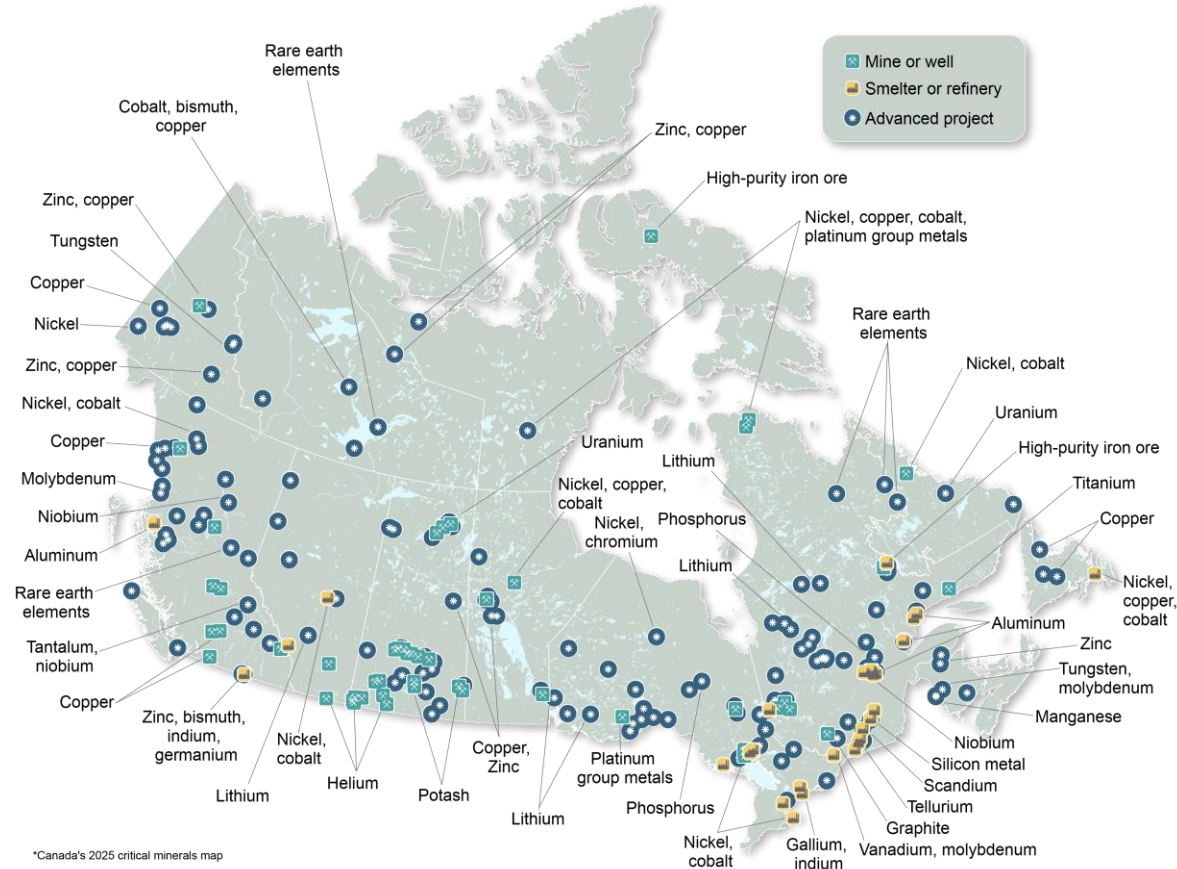 Rare earth
elements
Cobalt, bismuth,
copper
Zinc, copper
High-purity iron ore
Nickel, copper, cobalt,
platinum group metals
Mine or well
Smelter or refinery
Advanced project
Zinc, copper
Tungsten
Copper
Nickel
Zinc, copper
Nickel, cobalt
Copper
Molybdenum
Niobium
Aluminum
Rare earth
elements
Tantalum,
niobium
Copper
Zinc, bismuth,
indium,
germanium
Lithium
Nickel,
cobalt
Helium
Potash
Copper,
Zinc
Lithium
Platinum
group metals
Phosphorus
Nickel,
cobalt
Gallium,
indium
Vanadium, molybdenum
Graphite
Tellurium
Scandium
Silicon metal
Niobium
Manganese
Tungsten,
molybdenum
Zinc
Aluminum
Nickel,
copper,
cobalt
Copper
Titanium
High-purity iron ore
Uranium
Nickel, cobalt
Rare earth
elements
Uranium
Lithium
Nickel, copper,
cobalt
Nickel,
chromium
Phosphorus
Lithium
*Canada's 2025 critical minerals map